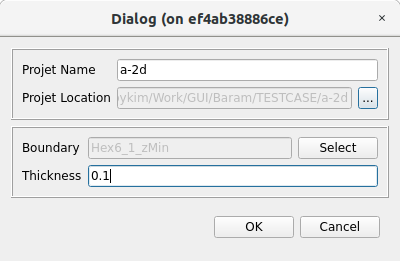 Dialog (on ef4ab38886ce)
Projet Name a-2d
Projet Location ykim/Work/GUI/Baram/TESTCASE/a-2d ...
Boundary Hex6_1_zMin Select
Thickness 0.1
OK Cancel